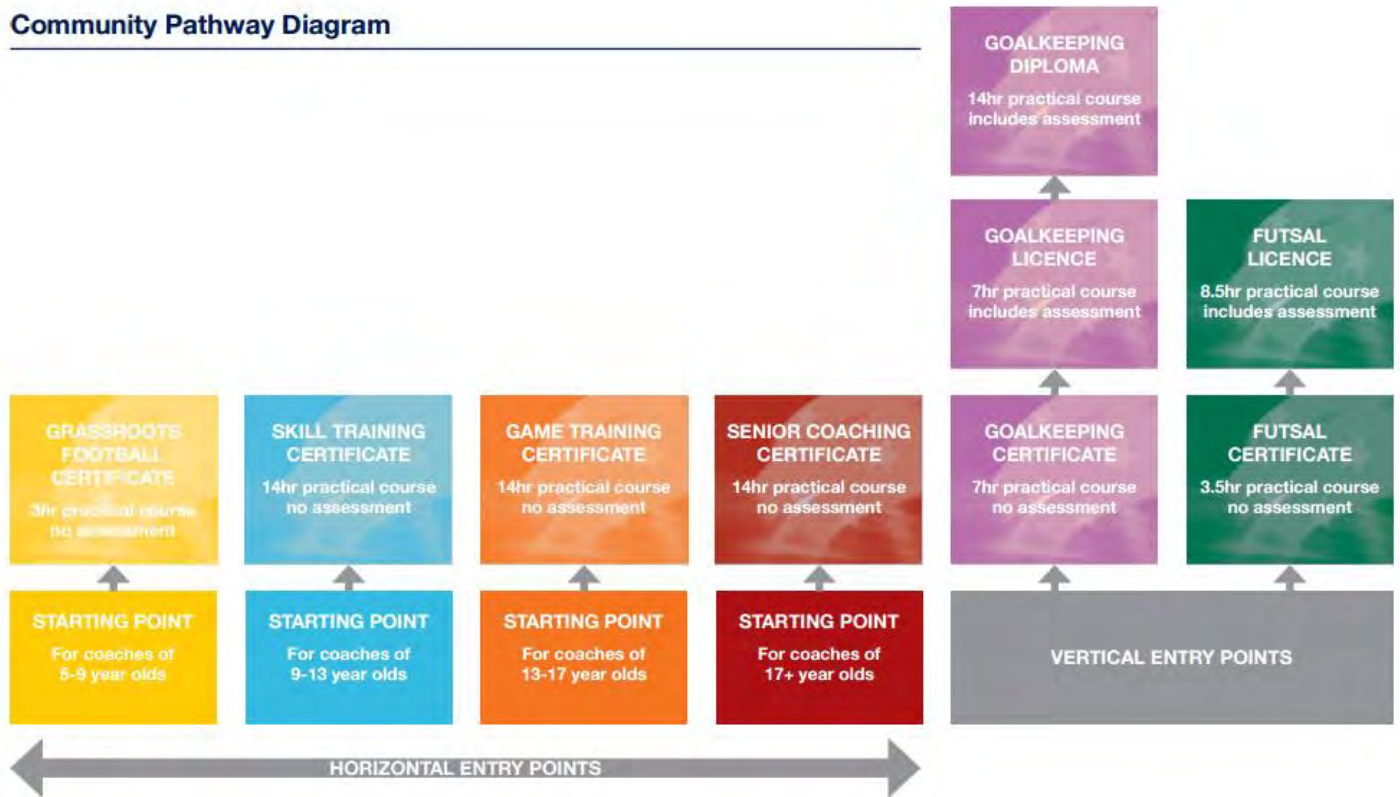 Community Pathway Diagram
GOALKEEPING
DIPLOMA
14hr practical course
includes assessment
GOALKEEPING
LICENCE
7hr practical course
includes assessment
FUTSAL
LICENCE
8.5hr practical course
includes assessment
GRASSROOTS
FOOTBALL
CERTIFICATE
3hr practical course
no assessment
SKILL TRAINING
CERTIFICATE
14hr practical course
no assessment
GAME TRAINING
CERTIFICATE
14hr practical course
no assessment
SENIOR COACHING
CERTIFICATE
14hr practical course
no assessment
GOALKEEPING
CERTIFICATE
7hr practical course
no assessment
FUTSAL
CERTIFICATE
3.5hr practical course
no assessment
STARTING POINT
For coaches of
5-9 year olds
STARTING POINT
For coaches of
9-13 year olds
STARTING POINT
For coaches of
13-17 year olds
STARTING POINT
For coaches of
17+ year olds
VERTICAL ENTRY POINTS
HORIZONTAL ENTRY POINTS